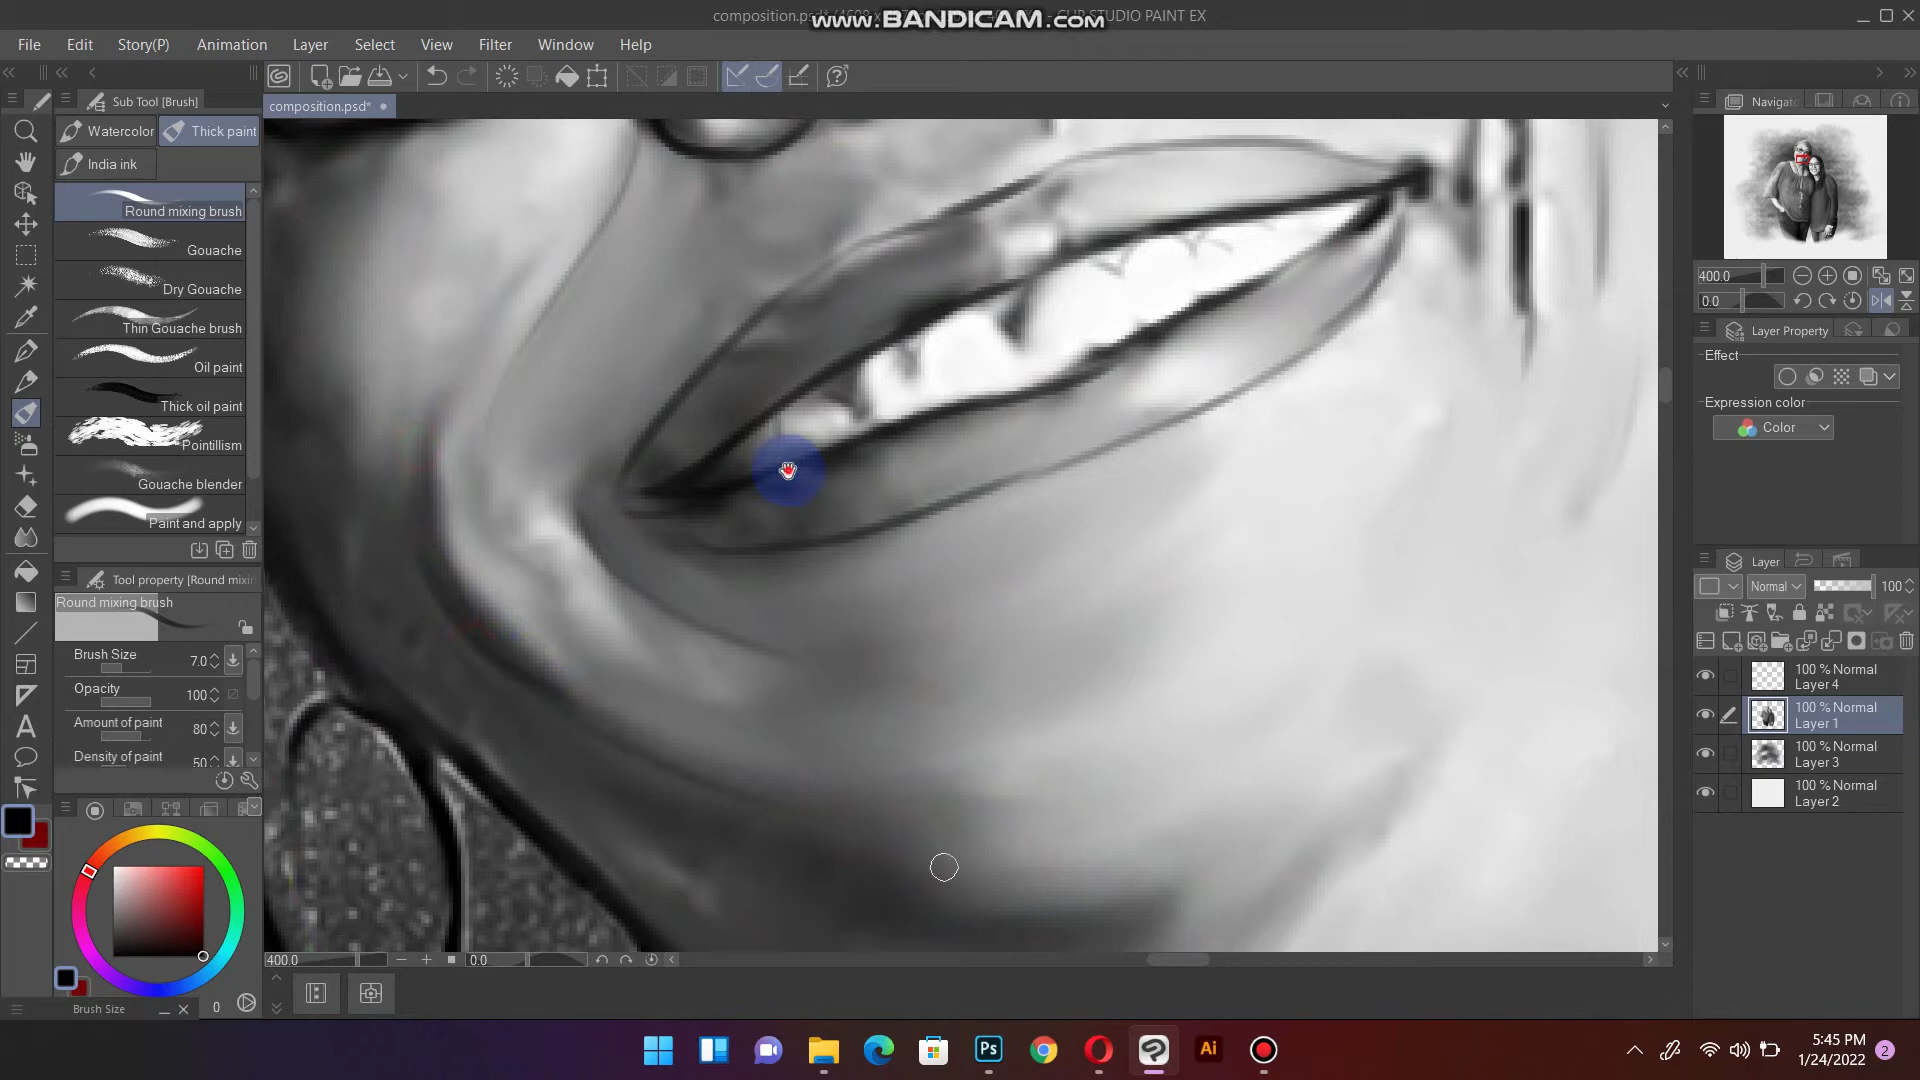 composition.psd
CLIP STUDIO PAINT EX
www.BANDICAM.com
File Edit Story(P) Animation Layer Select View Filter Window Help
Sub Tool [Brush]
composition.psd*
Watercolor
Thick paint
India ink
Round mixing brush
Gouache
Dry Gouache
Thin Gouache brush
Oil paint
Thick oil paint
Pointillism
Gouache blender
Paint and apply
Tool property [Round mixin
Round mixing brush
Brush Size 7.0
Opacity 100
Amount of paint 80
Density of paint 50
0
Brush Size
400.0 0.0
Navigato
400.0
0.0
Layer Property
Effect
Expression color
Color
Layer
Normal 100
100 % Normal
Layer 4
100 % Normal
Layer 1
100 % Normal
Layer 3
100 % Normal
Layer 2
Ps
Ai
5:45 PM
1/24/2022
2